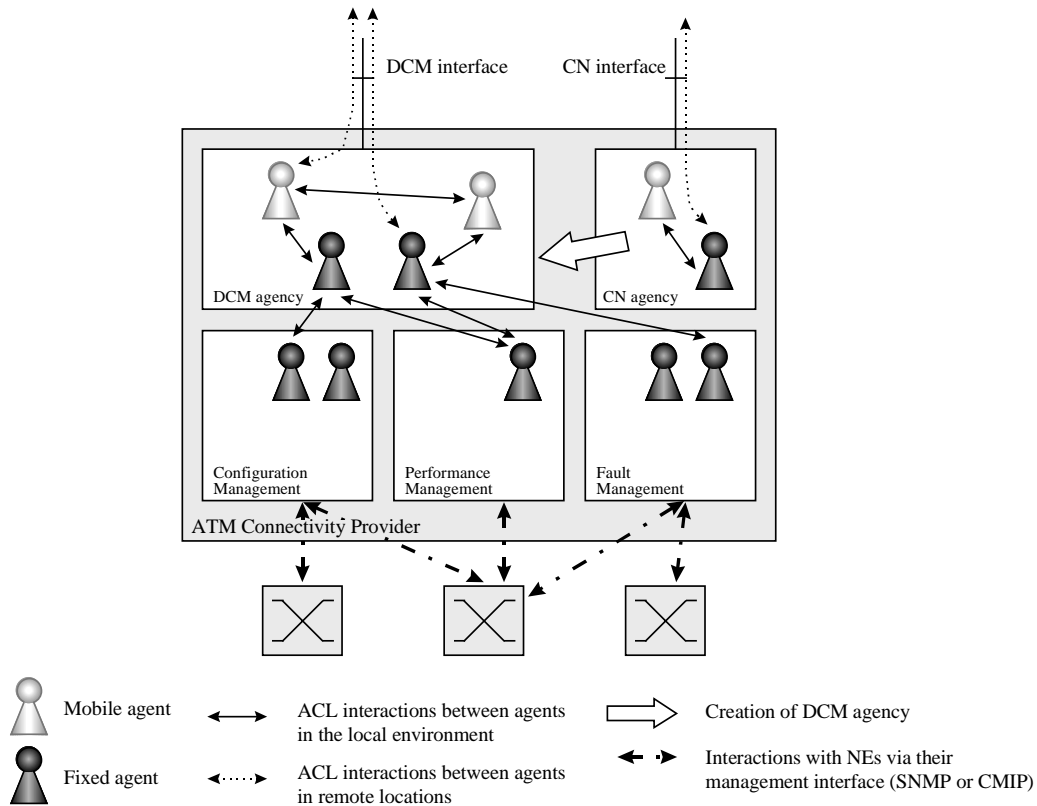 DCM interface
CN interface
DCM agency
CN agency
Configuration
Management
Performance
Management
Fault
Management
ATM Connectivity Provider
Mobile agent
ACL interactions between agents
in the local environment
Creation of DCM agency
Fixed agent
ACL interactions between agents
in remote locations
Interactions with NEs via their
management interface (SNMP or CMIP)